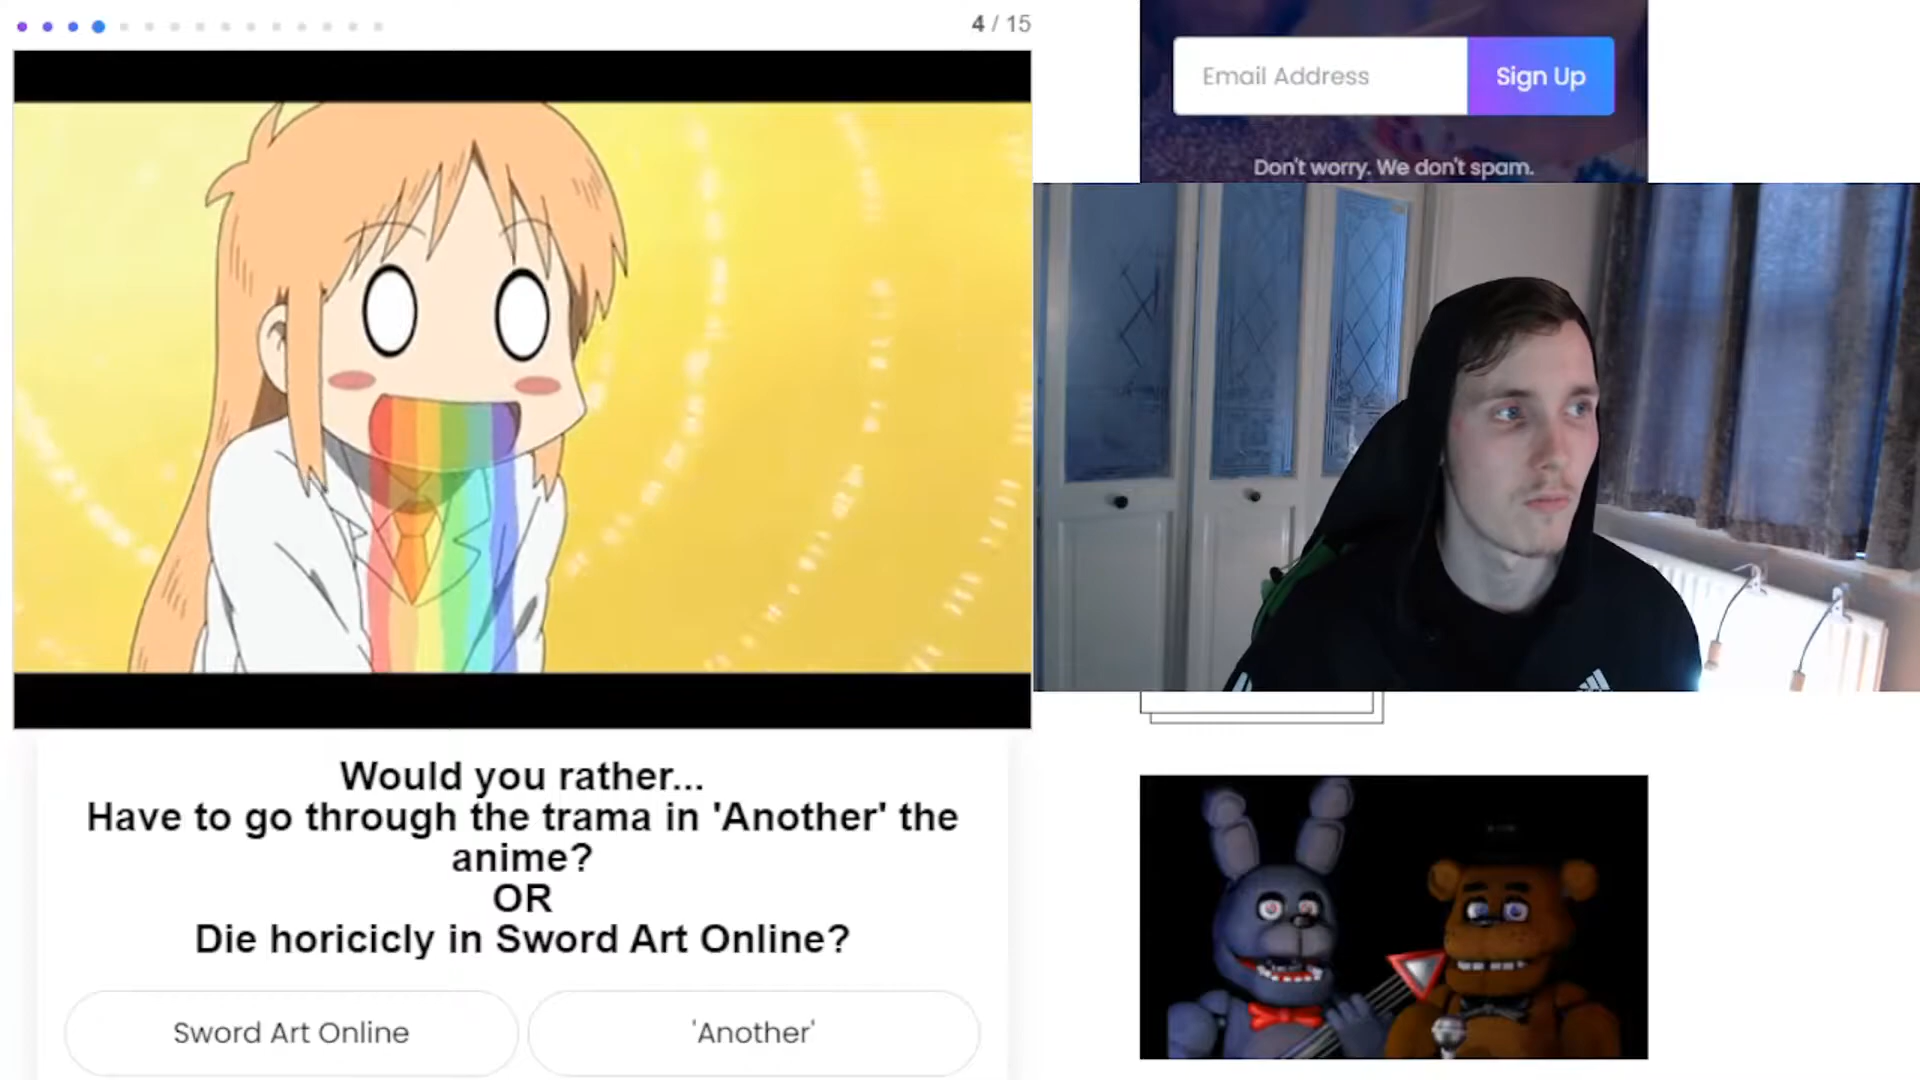 4 / 15
Email Address
Sign Up
Don't worry. We don't spam.
Would you rather...
Have to go through the trama in 'Another' the
anime?
OR
Die horicicly in Sword Art Online?
Sword Art Online
'Another'